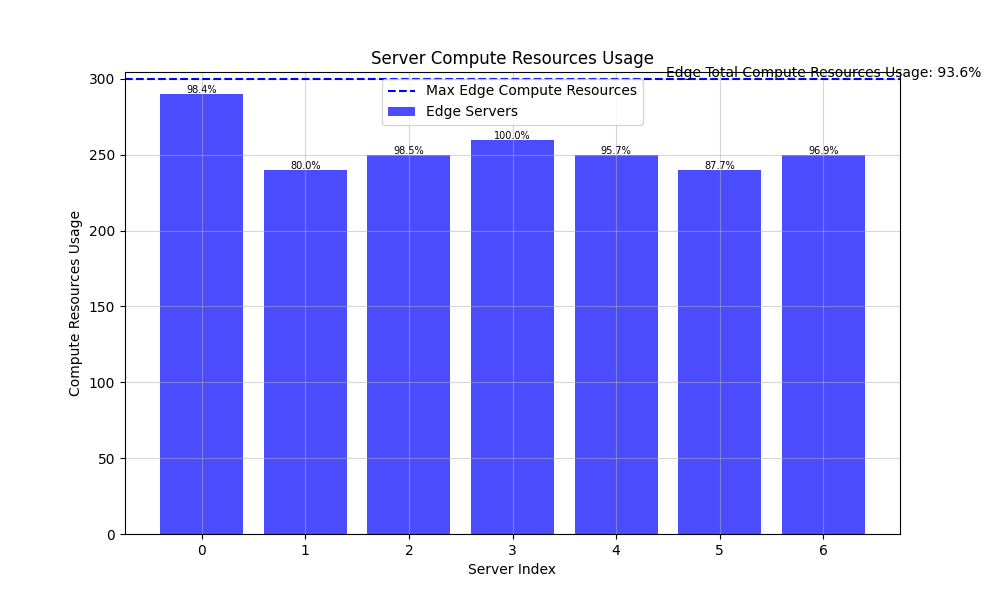 Server Compute Resources Usage
Edge Total Compute Resources Usage: 93.6%
Max Edge Compute Resources
Edge Servers
98.4%
80.0%
98.5%
100.0%
95.7%
87.7%
96.9%
Compute Resources Usage
300
250
200
150
100
50
0
0 1 2 3 4 5 6
Server Index